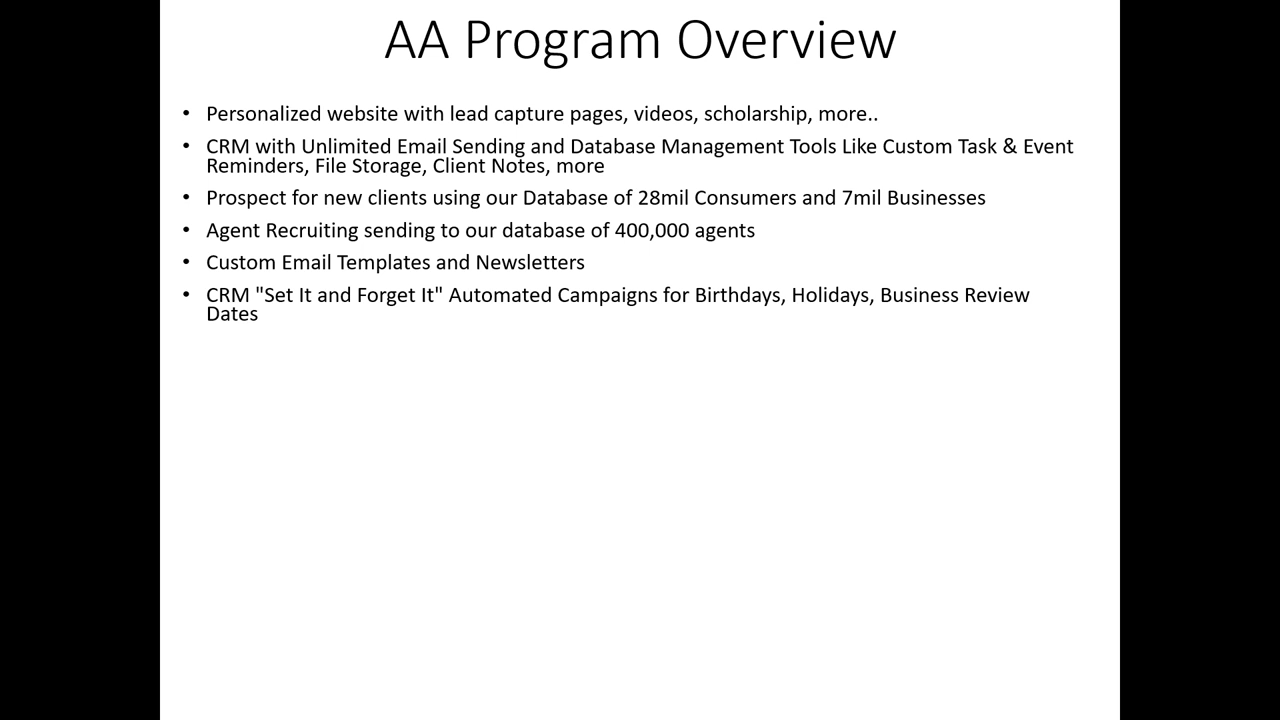 AA Program Overview
• Personalized website with lead capture pages, videos, scholarship, more..
• CRM with Unlimited Email Sending and Database Management Tools Like Custom Task & Event
Reminders, File Storage, Client Notes, more
• Prospect for new clients using our Database of 28mil Consumers and 7mil Businesses
• Agent Recruiting sending to our database of 400,000 agents
• Custom Email Templates and Newsletters
• CRM "Set It and Forget It" Automated Campaigns for Birthdays, Holidays, Business Review
Dates